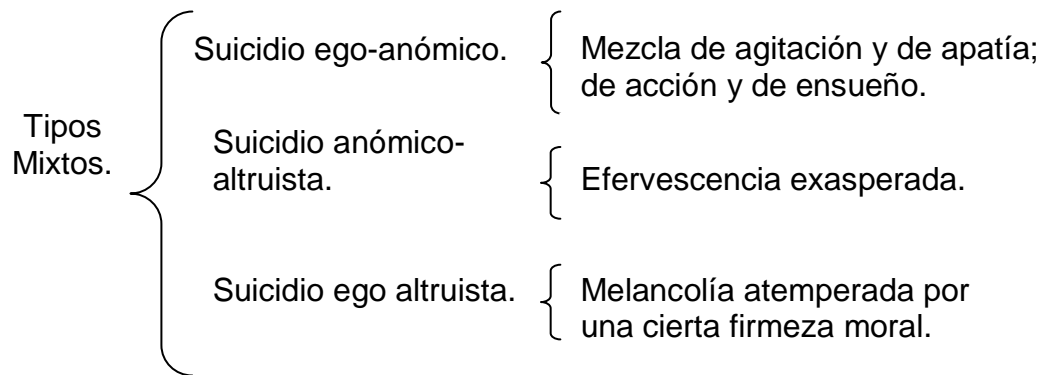 Tipos
Mixtos.
Suicidio ego-anómico.
Mezcla de agitación y de apatía;
de acción y de ensueño.
Suicidio anómico-
altruista.
Efervescencia exasperada.
Suicidio ego altruista.
Melancolía atemperada por
una cierta firmeza moral.